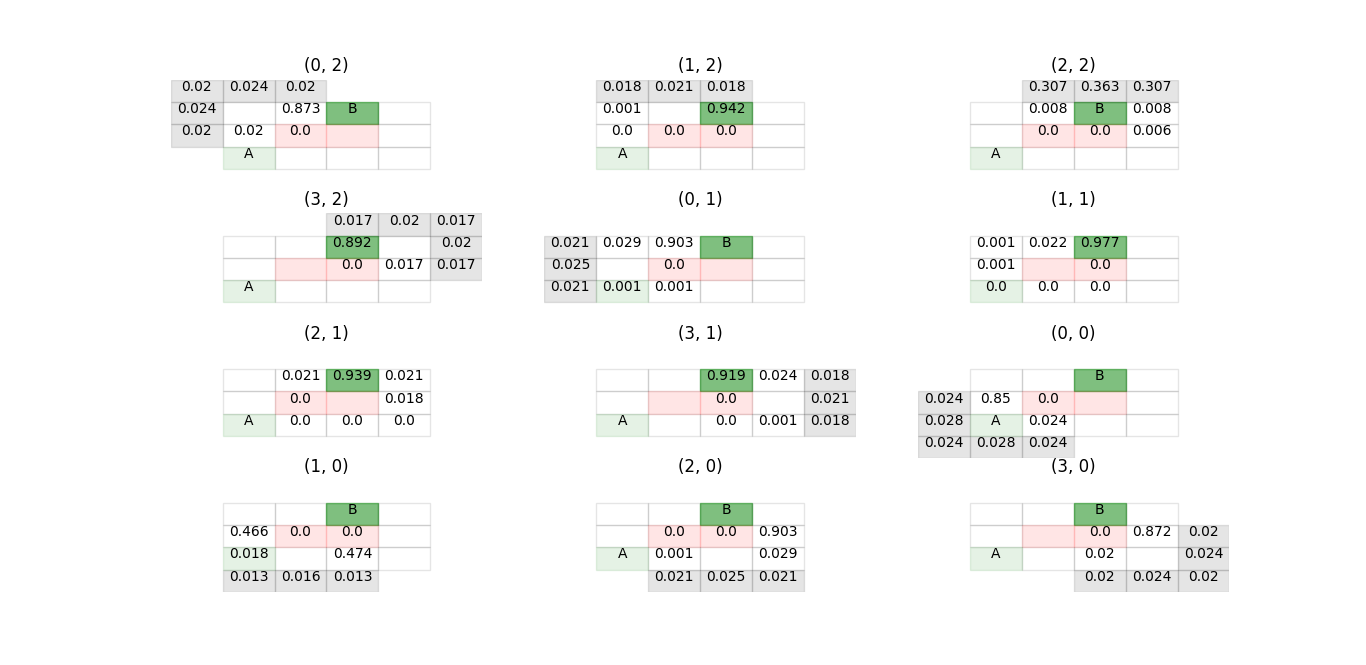 (0, 2) (1, 2) (2, 2)
0.02 0.024 0.02 0.018 0.021 0.018 0.307 0.363 0.307
0.024 0.873 B 0.001 0.942 0.008 B 0.008
0.02 0.02 0.0 0.0 0.0 0.0 0.0 0.0 0.006
A A A
(3, 2) (0, 1) (1, 1)
0.017 0.02 0.017
0.892 0.02 0.021 0.029 0.903 B 0.001 0.022 0.977
0.0 0.017 0.017 0.025 0.0 0.001 0.0
A 0.021 0.001 0.001 0.0 0.0 0.0
(2, 1) (3, 1) (0, 0)
0.021 0.939 0.021 0.919 0.024 0.018 B
0.0 0.018 0.0 0.021 0.024 0.85 0.0
A 0.0 0.0 0.0 A 0.0 0.001 0.018 0.028 A 0.024
0.024 0.028 0.024
(1, 0) (2, 0) (3, 0)
B B B
0.466 0.0 0.0 0.0 0.0 0.903 0.0 0.872 0.02
0.018 0.474 A 0.001 0.029 A 0.02 0.024
0.013 0.016 0.013 0.021 0.025 0.021 0.02 0.024 0.02